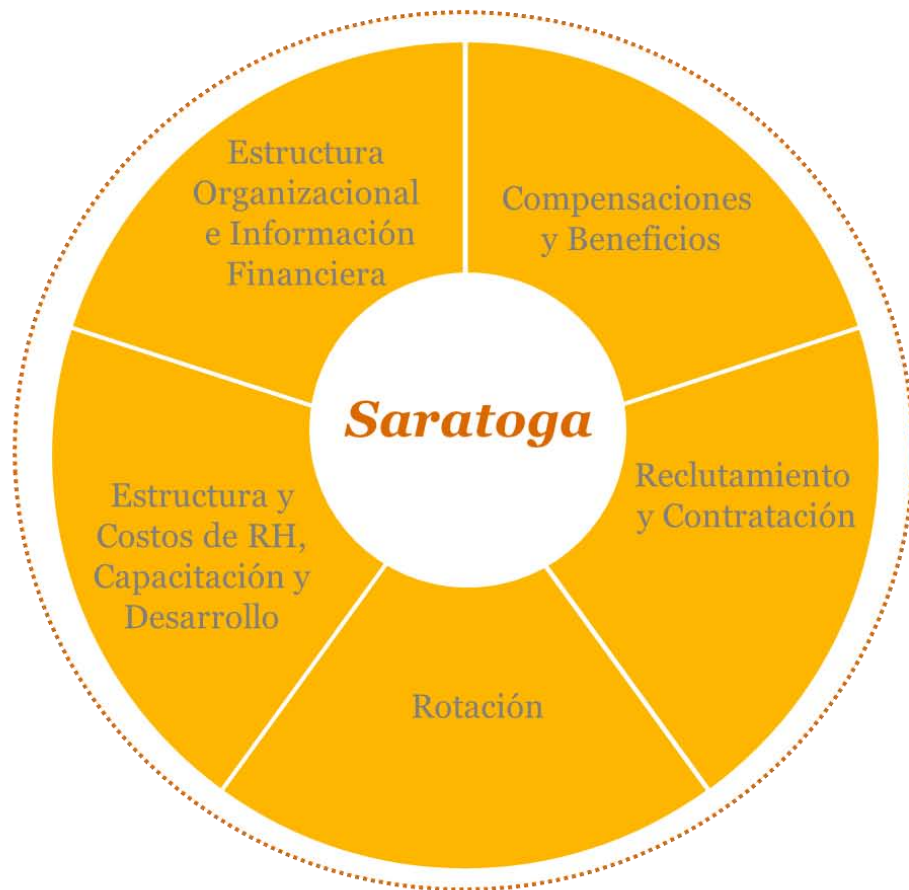 Estructura
Organizacional
e Información
Financiera
Compensaciones
y Beneficios
Saratoga
Reclutamiento
y Contratación
Estructura y
Costos de RH,
Capacitación y
Desarrollo
Rotación